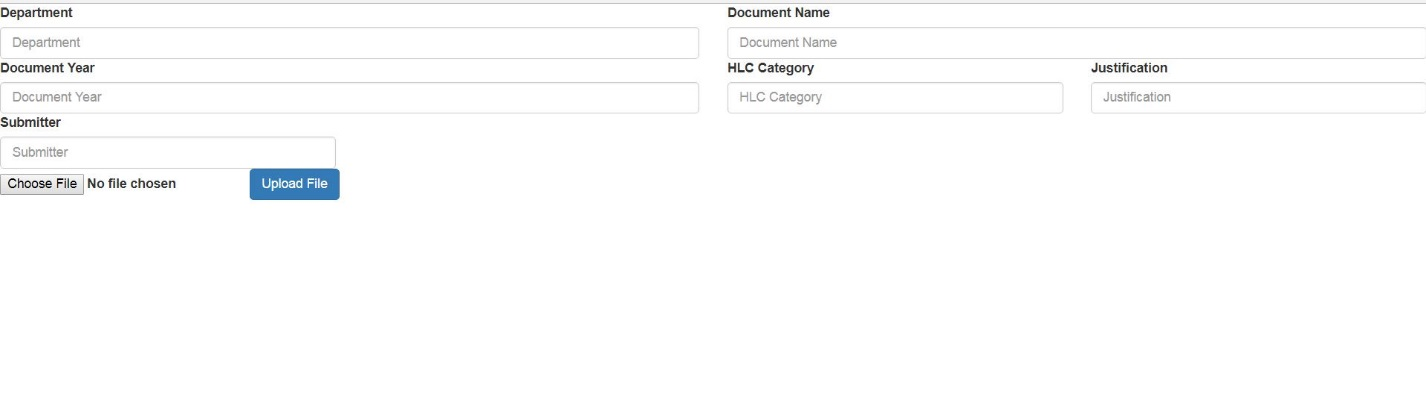 Department Document Name
Department Document Name
Document Year HLC Category Justification
Document Year HLC Category Justification
Submitter
Submitter
Choose File No file chosen Upload File